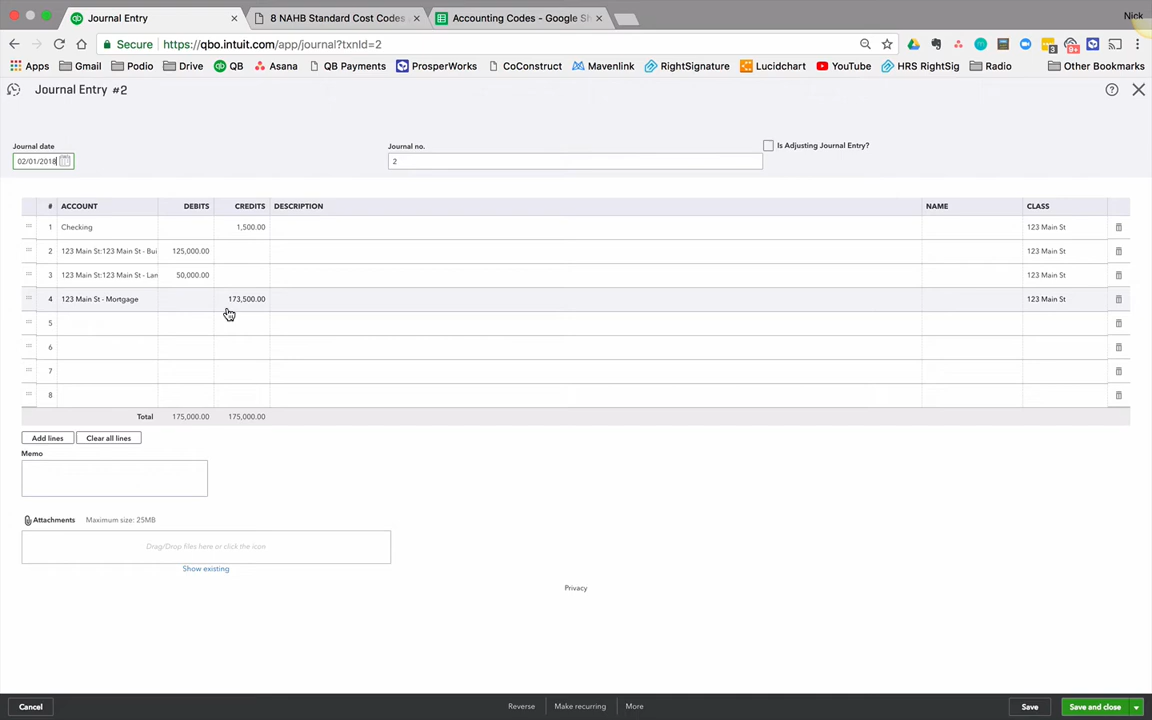 Journal Entry
8 NAHB Standard Cost Codes
Accounting Codes - Google Sh
Nick
Secure https://qbo.intuit.com/app/journal?txnId=2
Apps Gmail Podio Drive QB Asana QB Payments ProsperWorks CoConstruct Mavenlink RightSignature Lucidchart YouTube HRS RightSig Radio Other Bookmarks
Journal Entry #2
Journal date
Journal no.
Is Adjusting Journal Entry?
02/01/2018
2
# ACCOUNT DEBITS CREDITS DESCRIPTION NAME CLASS
1 Checking 1,500.00 123 Main St
2 123 Main St:123 Main St - Bui 125,000.00 123 Main St
3 123 Main St:123 Main St - Lan 50,000.00 123 Main St
4 123 Main St - Mortgage 173,500.00 123 Main St
5
6
7
8
Total 175,000.00 175,000.00
Add lines Clear all lines
Memo
Attachments Maximum size: 25MB
Drag/Drop files here or click the icon
Show existing
Privacy
Cancel Reverse Make recurring More Save Save and close